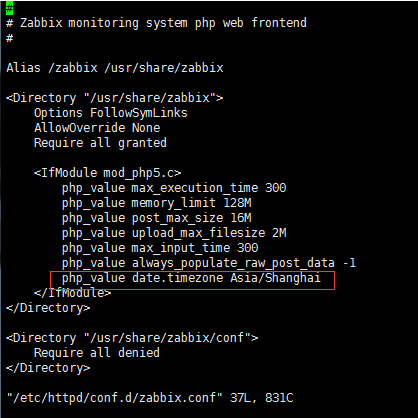 #
# Zabbix monitoring system php web frontend
#

Alias /zabbix /usr/share/zabbix

<Directory "/usr/share/zabbix">
    Options FollowSymLinks
    AllowOverride None
    Require all granted

    <IfModule mod_php5.c>
        php_value max_execution_time 300
        php_value memory_limit 128M
        php_value post_max_size 16M
        php_value upload_max_filesize 2M
        php_value max_input_time 300
        php_value always_populate_raw_post_data -1
        php_value date.timezone Asia/Shanghai
    </IfModule>
</Directory>

<Directory "/usr/share/zabbix/conf">
    Require all denied
</Directory>

"/etc/httpd/conf.d/zabbix.conf" 37L, 831C